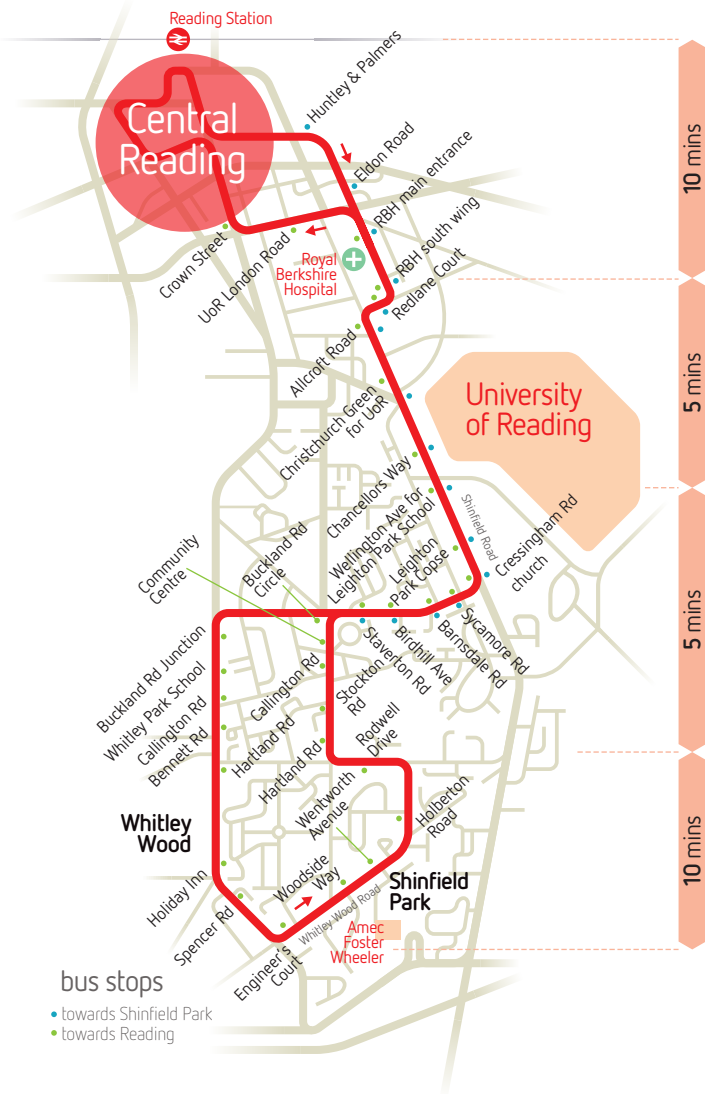 Reading Station
Central
Reading
Huntley & Palmers
Eldon Road
RBH main entrance
RBH south wing
Redlane Court
Crown Street
UoR London Road
Royal
Berkshire
Hospital
10 mins
Allcroft Road
Christchurch Green
for UoR
University
of Reading
5 mins
Chancellors Way
Wellington Ave for
Leighton Park School
Leighton
Park Copse
Shinfield Road
Cressingham Rd
church
Community
Centre
Buckland Rd
Circle
Sycamore Rd
Barnsdale Rd
Birdhill Ave
Staverton Rd
5 mins
Buckland Rd Junction
Whitley Park School
Callington Rd
Bennett Rd
Callington Rd
Stockton
Rd
Hartland Rd
Hartland Rd
Rodwell
Drive
Wentworth
Avenue
Holberton
Road
Whitley
Wood
Holiday Inn
Spencer Rd
Woodside
Way
Engineer's
Court
Whitley Wood Road
Shinfield
Park
Amec
Foster
Wheeler
10 mins
bus stops
towards Shinfield Park
towards Reading